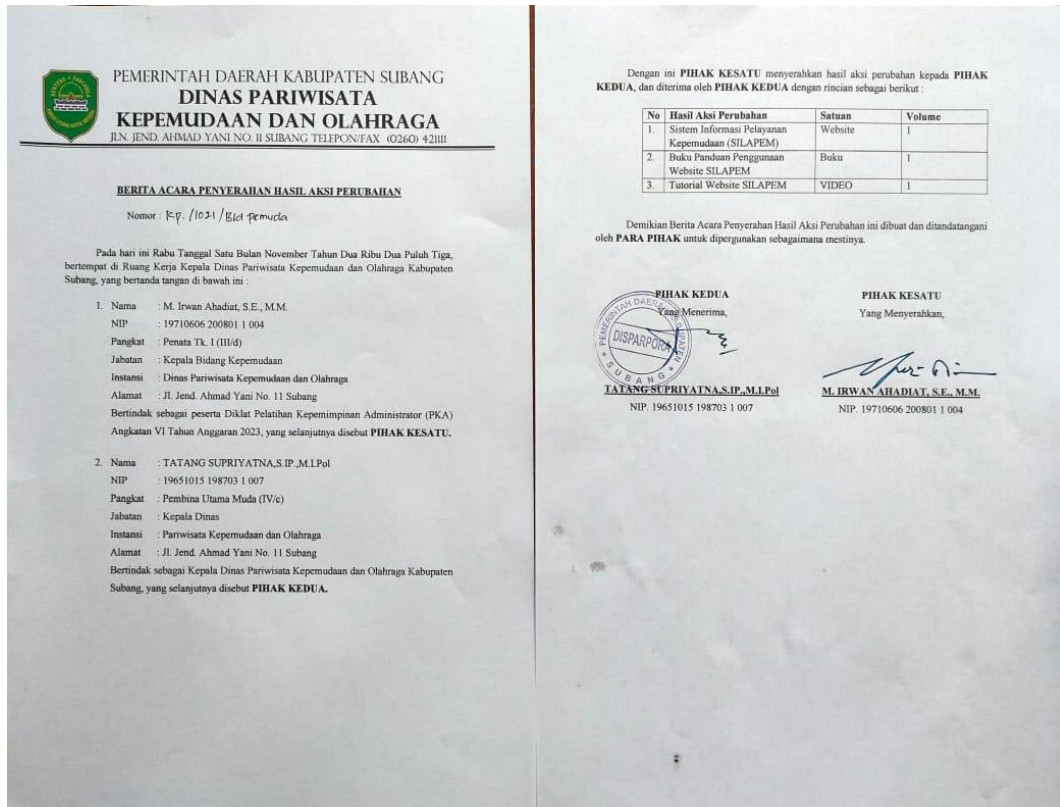 PEMERINTAH DAERAH KABUPATEN SUBANG
DINAS PARIWISATA
KEPEMUDAAN DAN OLAHRAGA
JLN. JEND. AHMAD YANI NO. 11 SUBANG TELEPON/FAX (0260) 421111
BERITA ACARA PENYERAHAN HASIL AKSI PERUBAHAN
Nomor : Kp. /1021/Bid pemuda
Pada hari ini Rabu Tanggal Satu Bulan November Tahun Dua Ribu Dua Puluh Tiga,
bertempat di Ruang Kerja Kepala Dinas Pariwisata Kepemudaan dan Olahraga Kabupaten
Subang, yang bertanda tangan di bawah ini :
1. Nama : M. Irwan Ahadiat, S.E., M.M.
NIP : 19710606 200801 1 004
Pangkat : Penata Tk. I (III/d)
Jabatan : Kepala Bidang Kepemudaan
Instansi : Dinas Pariwisata Kepemudaan dan Olahraga
Alamat : Jl. Jend. Ahmad Yani No. 11 Subang
Bertindak sebagai peserta Diklat Pelatihan Kepemimpinan Administrator (PKA)
Angkatan VI Tahun Anggaran 2023, yang selanjutnya disebut PIHAK KESATU.
2. Nama : TATANG SUPRIYATNA,S.IP.,M.I.Pol
NIP : 19651015 198703 1 007
Pangkat : Pembina Utama Muda (IV/c)
Jabatan : Kepala Dinas
Instansi : Pariwisata Kepemudaan dan Olahraga
Alamat : Jl. Jend. Ahmad Yani No. 11 Subang
Bertindak sebagai Kepala Dinas Pariwisata Kepemudaan dan Olahraga Kabupaten
Subang, yang selanjutnya disebut PIHAK KEDUA.
Dengan ini PIHAK KESATU menyerahkan hasil aksi perubahan kepada PIHAK
KEDUA, dan diterima oleh PIHAK KEDUA dengan rincian sebagai berikut :
No Hasil Aksi Perubahan Satuan Volume
1. Sistem Informasi Pelayanan Website 1
Kepemudaan (SILAPEM)
2. Buku Panduan Penggunaan Buku 1
Website SILAPEM
3. Tutorial Website SILAPEM VIDEO 1
Demikian Berita Acara Penyerahan Hasil Aksi Perubahan ini dibuat dan ditandatangani
oleh PARA PIHAK untuk dipergunakan sebagaimana mestinya.
PIHAK KEDUA
Yang Menerima,
PEMERINTAH DAERAH KABUPATEN
DISPARPORA
SUBANG
TATANG SUPRIYATNA,S.IP.,M.I.Pol
NIP. 19651015 198703 1 007
PIHAK KESATU
Yang Menyerahkan,
M. IRWAN AHADIAT, S.E., M.M.
NIP. 19710606 200801 1 004